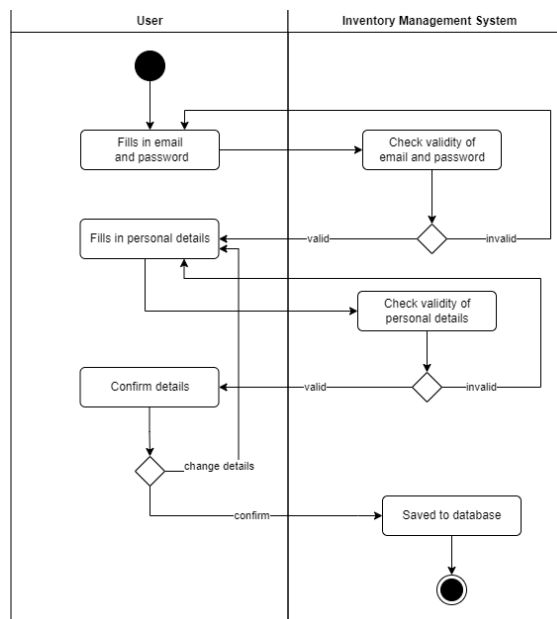 User
Inventory Management System
Fills in email
and password
Check validity of
email and password
valid
invalid
Fills in personal details
Check validity of
personal details
valid
invalid
Confirm details
change details
confirm
Saved to database